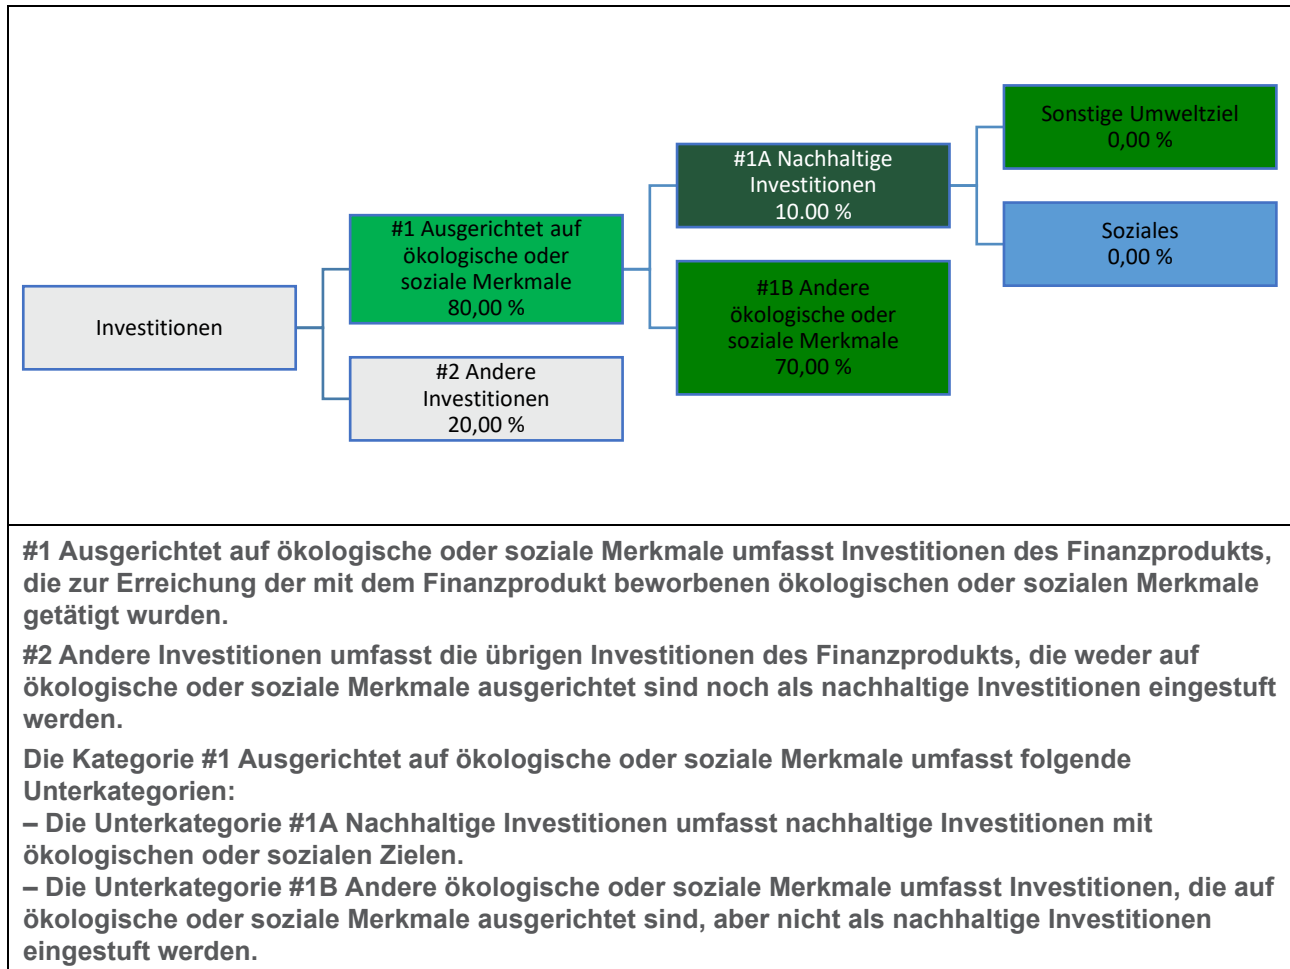 Investitionen
#1 Ausgerichtet auf
ökologische oder
soziale Merkmale
80,00 %
#2 Andere
Investitionen
20,00 %
#1A Nachhaltige
Investitionen
10.00 %
#1B Andere
ökologische oder
soziale Merkmale
70,00 %
Sonstige Umweltziel
0,00 %
Soziales
0,00 %
#1 Ausgerichtet auf ökologische oder soziale Merkmale umfasst Investitionen des Finanzprodukts,
die zur Erreichung der mit dem Finanzprodukt beworbenen ökologischen oder sozialen Merkmale
getätigt wurden.
#2 Andere Investitionen umfasst die übrigen Investitionen des Finanzprodukts, die weder auf
ökologische oder soziale Merkmale ausgerichtet sind noch als nachhaltige Investitionen eingestuft
werden.
Die Kategorie #1 Ausgerichtet auf ökologische oder soziale Merkmale umfasst folgende
Unterkategorien:
– Die Unterkategorie #1A Nachhaltige Investitionen umfasst nachhaltige Investitionen mit
ökologischen oder sozialen Zielen.
– Die Unterkategorie #1B Andere ökologische oder soziale Merkmale umfasst Investitionen, die auf
ökologische oder soziale Merkmale ausgerichtet sind, aber nicht als nachhaltige Investitionen
eingestuft werden.